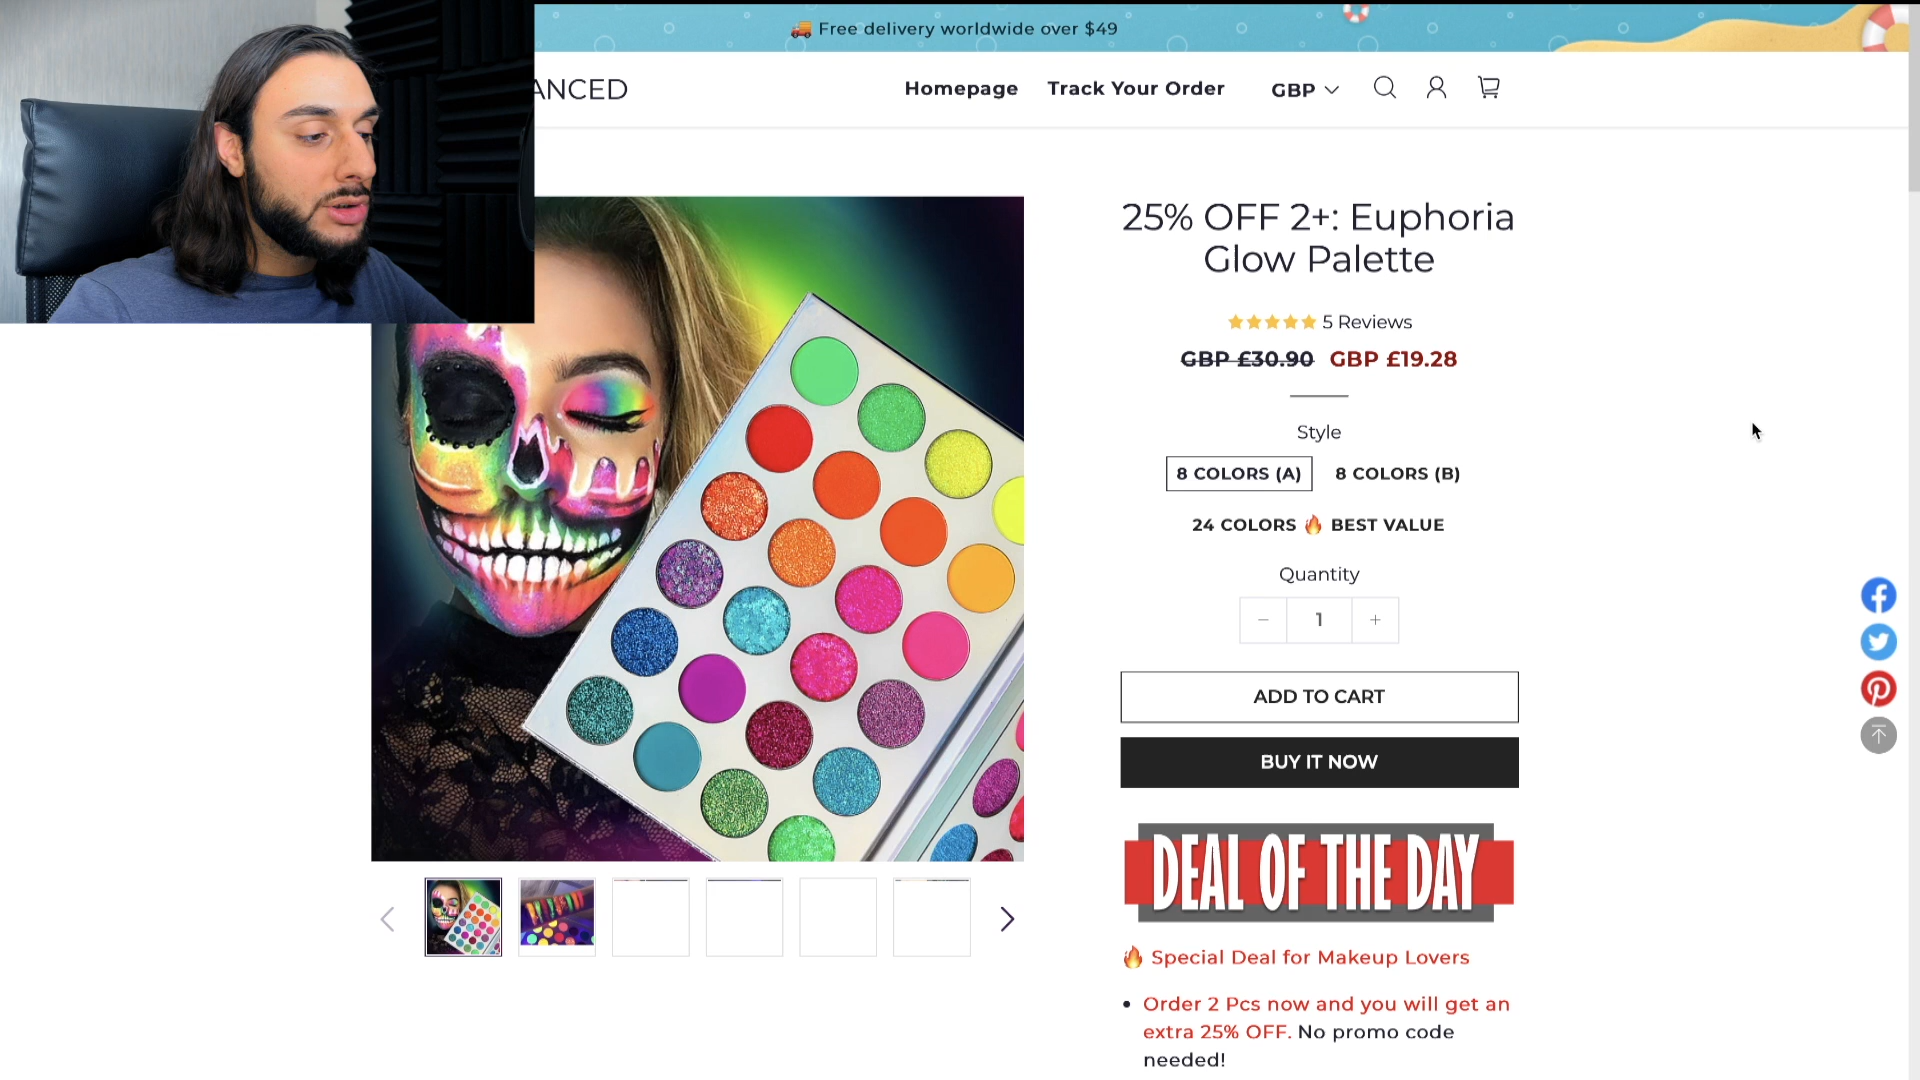 🚚 Free delivery worldwide over $49
ANCED
Homepage Track Your Order GBP
25% OFF 2+: Euphoria
Glow Palette
5 Reviews
GBP £30.90 GBP £19.28
Style
8 COLORS (A) 8 COLORS (B)
24 COLORS 🔥 BEST VALUE
Quantity
− 1 +
ADD TO CART
BUY IT NOW
DEAL OF THE DAY
🔥 Special Deal for Makeup Lovers
• Order 2 Pcs now and you will get an
extra 25% OFF. No promo code
needed!